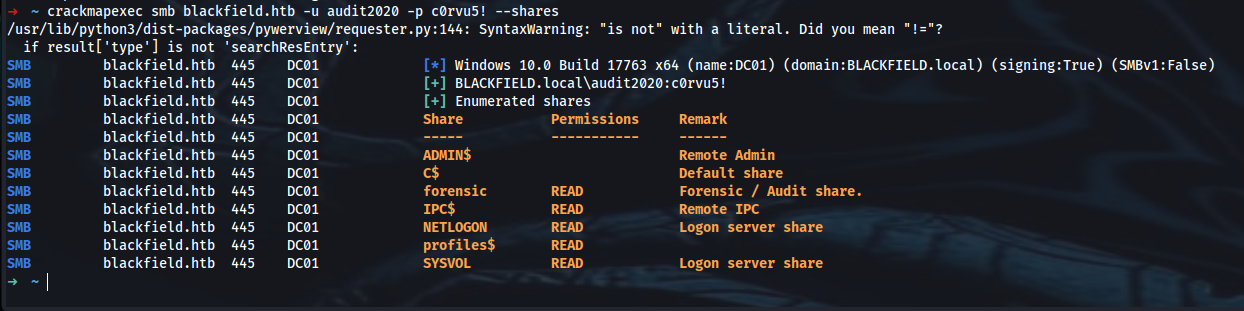 ➜  ~ crackmapexec smb blackfield.htb -u audit2020 -p c0rvu5! --shares
/usr/lib/python3/dist-packages/pywerview/requester.py:144: SyntaxWarning: "is not" with a literal. Did you mean "!="?
  if result['type'] is not 'searchResEntry':
SMB         blackfield.htb  445    DC01             [*] Windows 10.0 Build 17763 x64 (name:DC01) (domain:BLACKFIELD.local) (signing:True) (SMBv1:False)
SMB         blackfield.htb  445    DC01             [+] BLACKFIELD.local\audit2020:c0rvu5!
SMB         blackfield.htb  445    DC01             [+] Enumerated shares
SMB         blackfield.htb  445    DC01             Share           Permissions     Remark
SMB         blackfield.htb  445    DC01             -----           -----------     ------
SMB         blackfield.htb  445    DC01             ADMIN$                          Remote Admin
SMB         blackfield.htb  445    DC01             C$                              Default share
SMB         blackfield.htb  445    DC01             forensic        READ            Forensic / Audit share.
SMB         blackfield.htb  445    DC01             IPC$            READ            Remote IPC
SMB         blackfield.htb  445    DC01             NETLOGON        READ            Logon server share
SMB         blackfield.htb  445    DC01             profiles$       READ
SMB         blackfield.htb  445    DC01             SYSVOL          READ            Logon server share
➜  ~